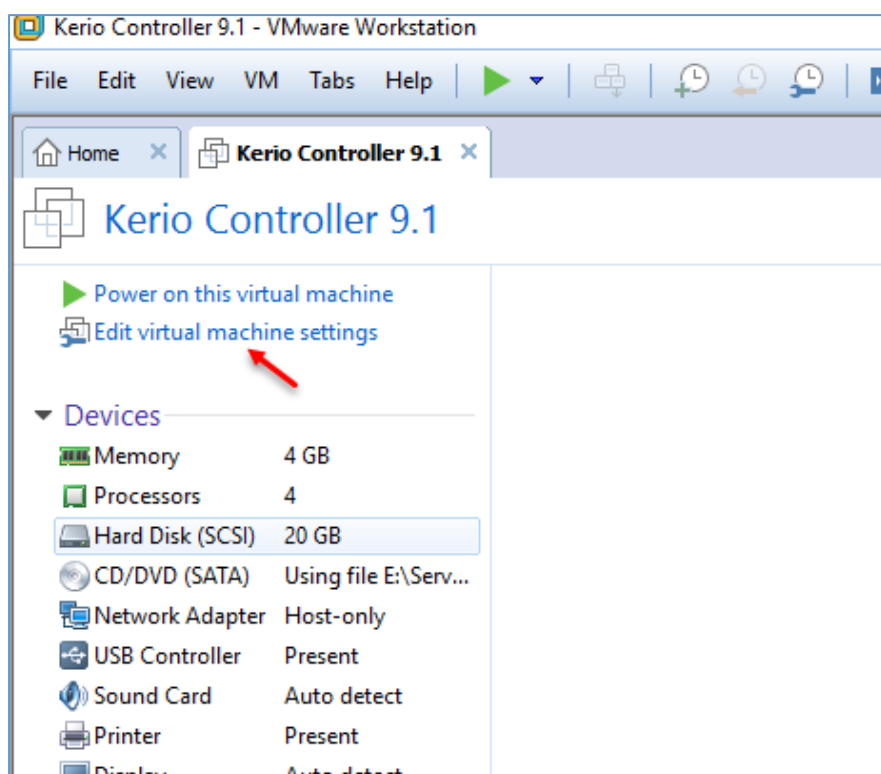 Kerio Controller 9.1 - VMware Workstation
File Edit View VM Tabs Help
Home Kerio Controller 9.1
Kerio Controller 9.1
Power on this virtual machine
Edit virtual machine settings
Devices
Memory 4 GB
Processors 4
Hard Disk (SCSI) 20 GB
CD/DVD (SATA) Using file E:\Serv...
Network Adapter Host-only
USB Controller Present
Sound Card Auto detect
Printer Present
Display Auto detect